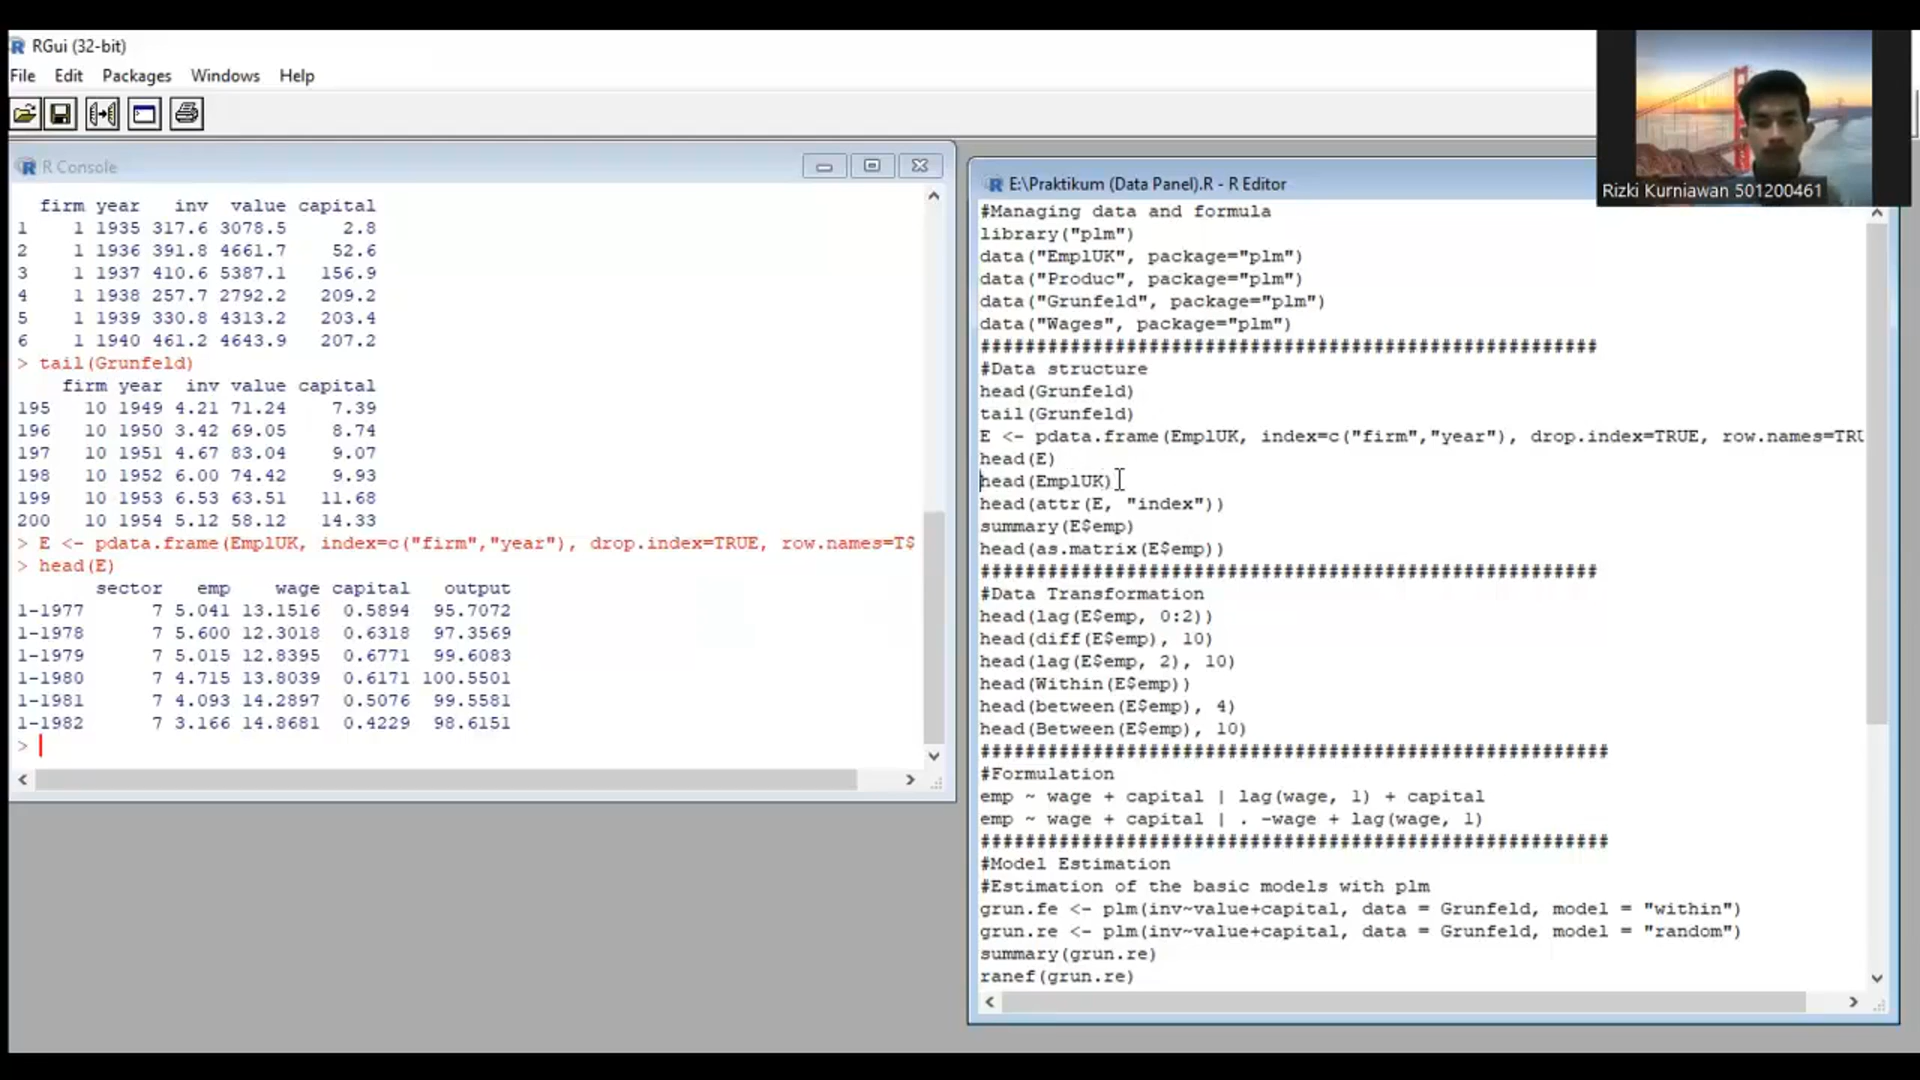 RGui (32-bit)
File Edit Packages Windows Help
R Console
firm year inv value capital
1 1 1935 317.6 3078.5 2.8
2 1 1936 391.8 4661.7 52.6
3 1 1937 410.6 5387.1 156.9
4 1 1938 257.7 2792.2 209.2
5 1 1939 330.8 4313.2 203.4
6 1 1940 461.2 4643.9 207.2
> tail(Grunfeld)
firm year inv value capital
195 10 1949 4.21 71.24 7.39
196 10 1950 3.42 69.05 8.74
197 10 1951 4.67 83.04 9.07
198 10 1952 6.00 74.42 9.93
199 10 1953 6.53 63.51 11.68
200 10 1954 5.12 58.12 14.33
> E <- pdata.frame(EmplUK, index=c("firm","year"), drop.index=TRUE, row.names=T$
> head(E)
sector emp wage capital output
1-1977 7 5.041 13.1516 0.5894 95.7072
1-1978 7 5.600 12.3018 0.6318 97.3569
1-1979 7 5.015 12.8395 0.6771 99.6083
1-1980 7 4.715 13.8039 0.6171 100.5501
1-1981 7 4.093 14.2897 0.5076 99.5581
1-1982 7 3.166 14.8681 0.4229 98.6151
>
E:\Praktikum (Data Panel).R - R Editor
#Managing data and formula
library("plm")
data("EmplUK", package="plm")
data("Produc", package="plm")
data("Grunfeld", package="plm")
data("Wages", package="plm")
#######################################################
#Data structure
head(Grunfeld)
tail(Grunfeld)
E <- pdata.frame(EmplUK, index=c("firm","year"), drop.index=TRUE, row.names=TRU
head(E)
head(EmplUK)
head(attr(E, "index"))
summary(E$emp)
head(as.matrix(E$emp))
#######################################################
#Data Transformation
head(lag(E$emp, 0:2))
head(diff(E$emp), 10)
head(lag(E$emp, 2), 10)
head(Within(E$emp))
head(between(E$emp), 4)
head(Between(E$emp), 10)
########################################################
#Formulation
emp ~ wage + capital | lag(wage, 1) + capital
emp ~ wage + capital | . -wage + lag(wage, 1)
########################################################
#Model Estimation
#Estimation of the basic models with plm
grun.fe <- plm(inv~value+capital, data = Grunfeld, model = "within")
grun.re <- plm(inv~value+capital, data = Grunfeld, model = "random")
summary(grun.re)
ranef(grun.re)
Rizki Kurniawan 501200461